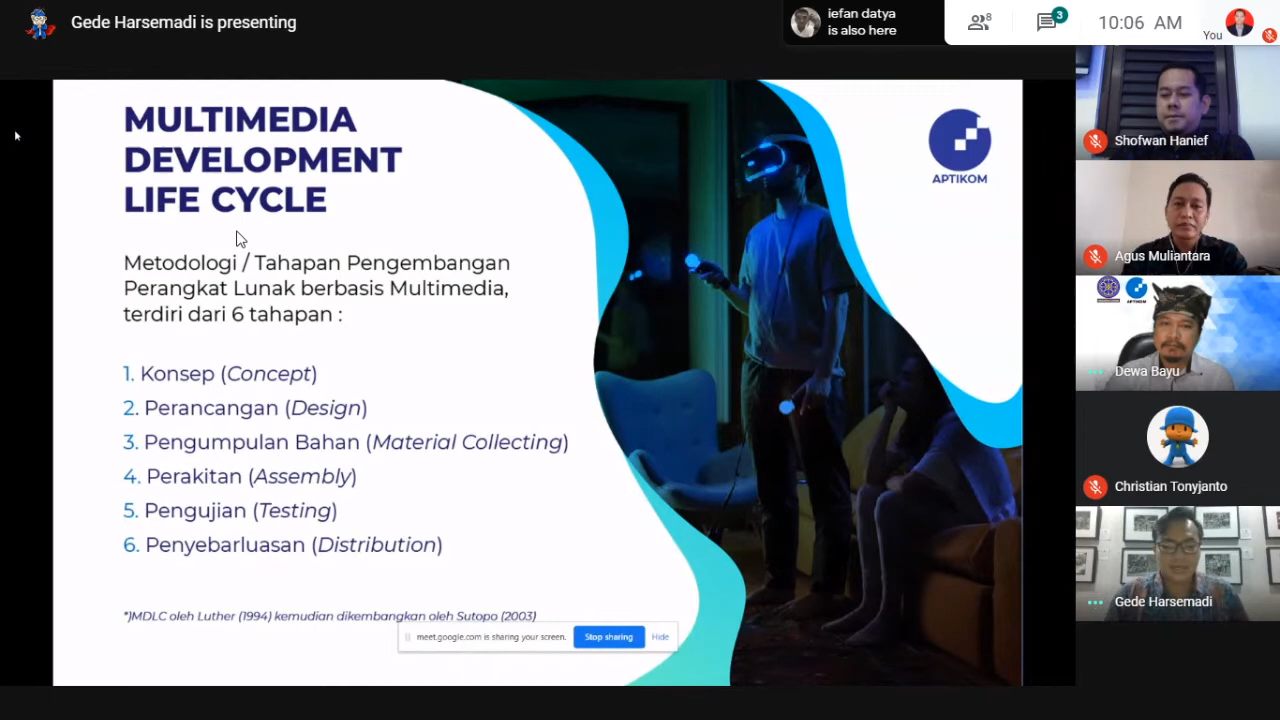 Gede Harsemadi is presenting
iefan datya
is also here
8
3
10:06 AM
You
MULTIMEDIA
DEVELOPMENT
LIFE CYCLE
Metodologi / Tahapan Pengembangan
Perangkat Lunak berbasis Multimedia,
terdiri dari 6 tahapan :
1. Konsep (Concept)
2. Perancangan (Design)
3. Pengumpulan Bahan (Material Collecting)
4. Perakitan (Assembly)
5. Pengujian (Testing)
6. Penyebarluasan (Distribution)
*)MDLC oleh Luther (1994) kemudian dikembangkan oleh Sutopo (2003)
meet.google.com is sharing your screen.
Stop sharing
Hide
APTIKOM
Shofwan Hanief
Agus Muliantara
APTIKOM
Dewa Bayu
Christian Tonyjanto
Gede Harsemadi